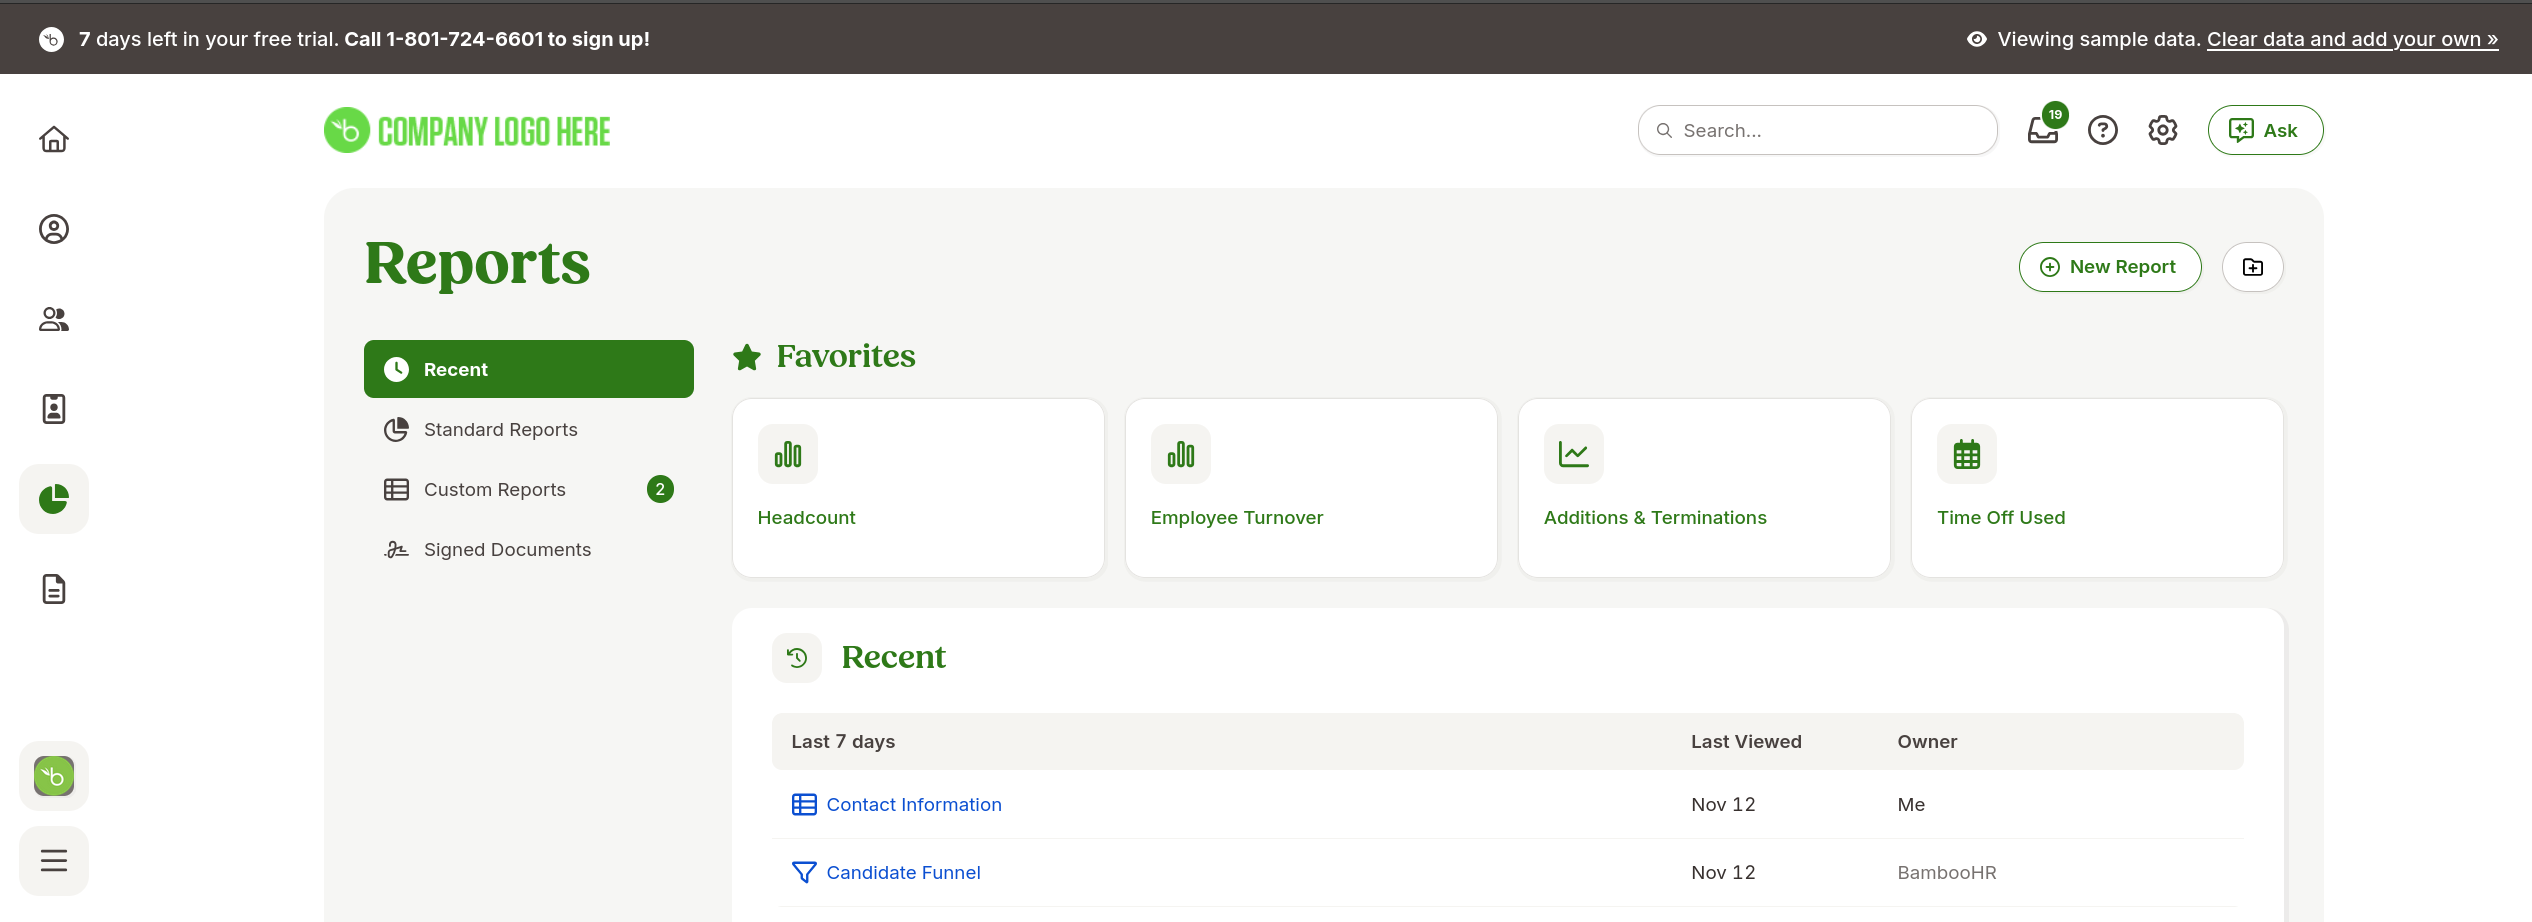 7 days left in your free trial. Call 1-801-724-6601 to sign up!
Viewing sample data. Clear data and add your own »
COMPANY LOGO HERE
Search...
19
Ask
Reports
New Report
Recent
Standard Reports
Custom Reports 2
Signed Documents
Favorites
Headcount
Employee Turnover
Additions & Terminations
Time Off Used
Recent
Last 7 days Last Viewed Owner
Contact Information Nov 12 Me
Candidate Funnel Nov 12 BambooHR